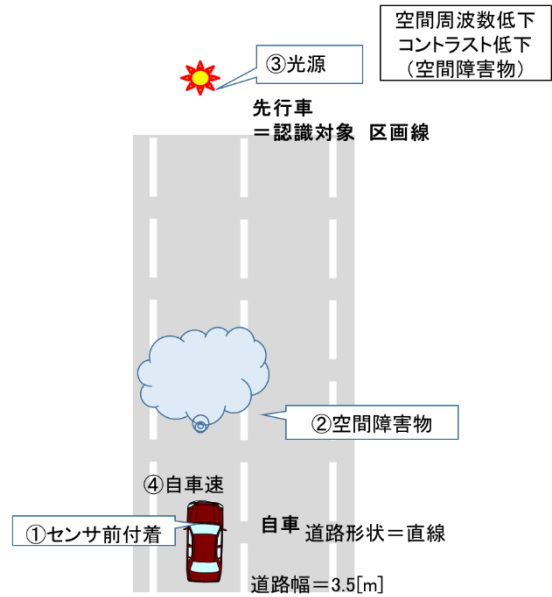 空間周波数低下
コントラスト低下
(空間障害物)
③光源
先行車
＝認識対象 区画線
②空間障害物
④自車速
①センサ前付着
自車 道路形状＝直線
道路幅＝3.5[m]